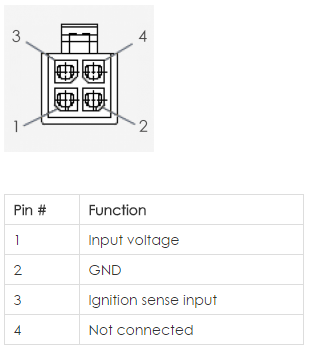 3 4
1 2
Pin # Function
1 Input voltage
2 GND
3 Ignition sense input
4 Not connected